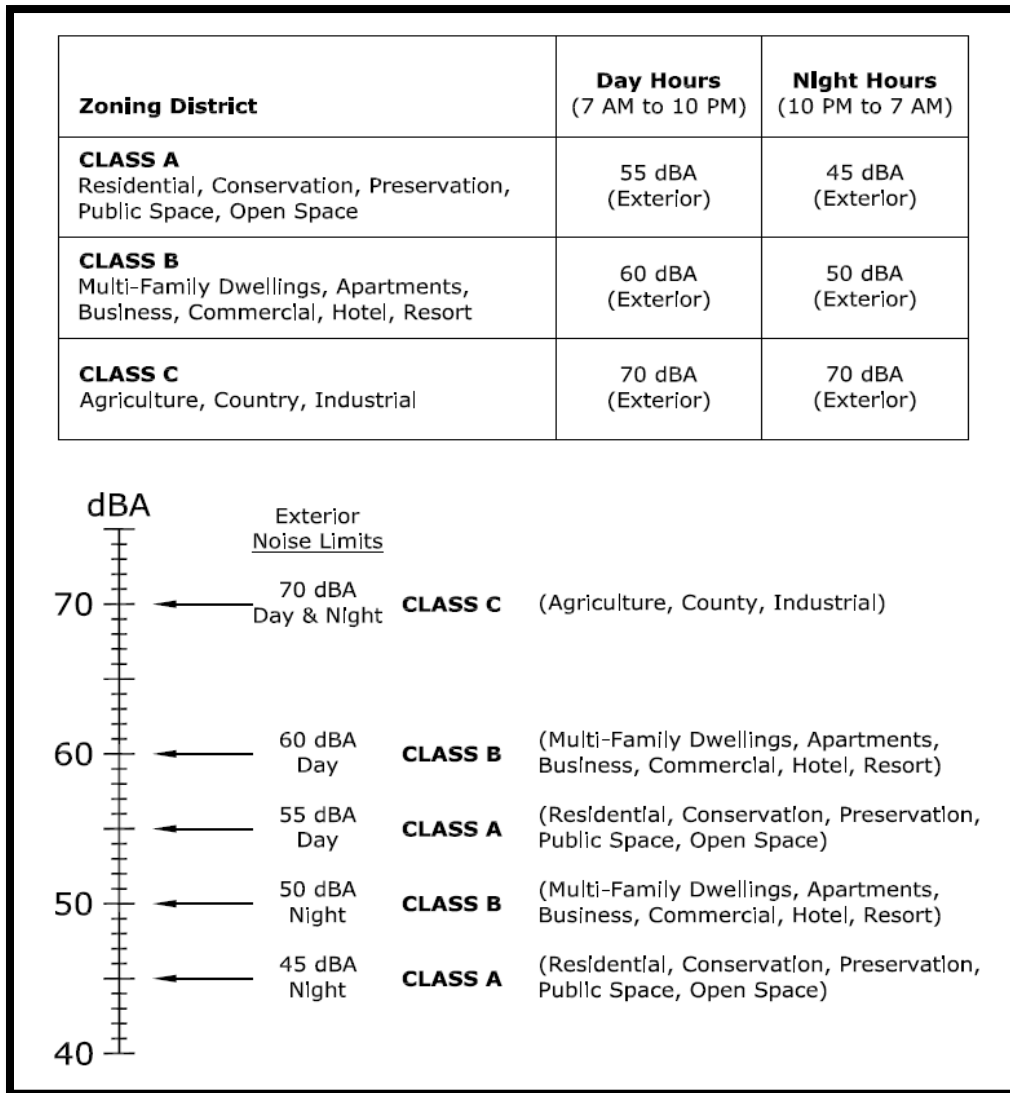 Zoning District
Day Hours
(7 AM to 10 PM)
Night Hours
(10 PM to 7 AM)
CLASS A
Residential, Conservation, Preservation,
Public Space, Open Space
55 dBA
(Exterior)
45 dBA
(Exterior)
CLASS B
Multi-Family Dwellings, Apartments,
Business, Commercial, Hotel, Resort
60 dBA
(Exterior)
50 dBA
(Exterior)
CLASS C
Agriculture, Country, Industrial
70 dBA
(Exterior)
70 dBA
(Exterior)
dBA
Exterior
Noise Limits
70
70 dBA
Day & Night
CLASS C
(Agriculture, County, Industrial)
60
60 dBA
Day
CLASS B
(Multi-Family Dwellings, Apartments,
Business, Commercial, Hotel, Resort)
55 dBA
Day
CLASS A
(Residential, Conservation, Preservation,
Public Space, Open Space)
50
50 dBA
Night
CLASS B
(Multi-Family Dwellings, Apartments,
Business, Commercial, Hotel, Resort)
45 dBA
Night
CLASS A
(Residential, Conservation, Preservation,
Public Space, Open Space)
40